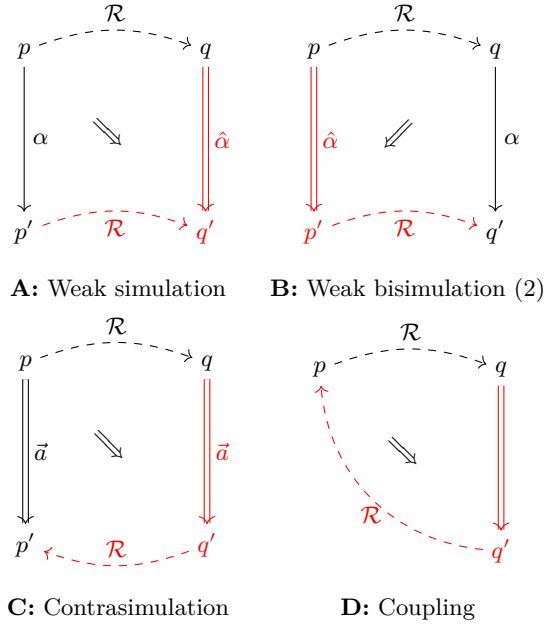 ℛ ℛ
p q p q
α α̂ α̂ α
p′ ℛ q′ p′ ℛ q′
A: Weak simulation B: Weak bisimulation (2)
ℛ ℛ
p q p q
a⃗ a⃗
ℛ
p′ ℛ q′ q′
C: Contrasimulation D: Coupling